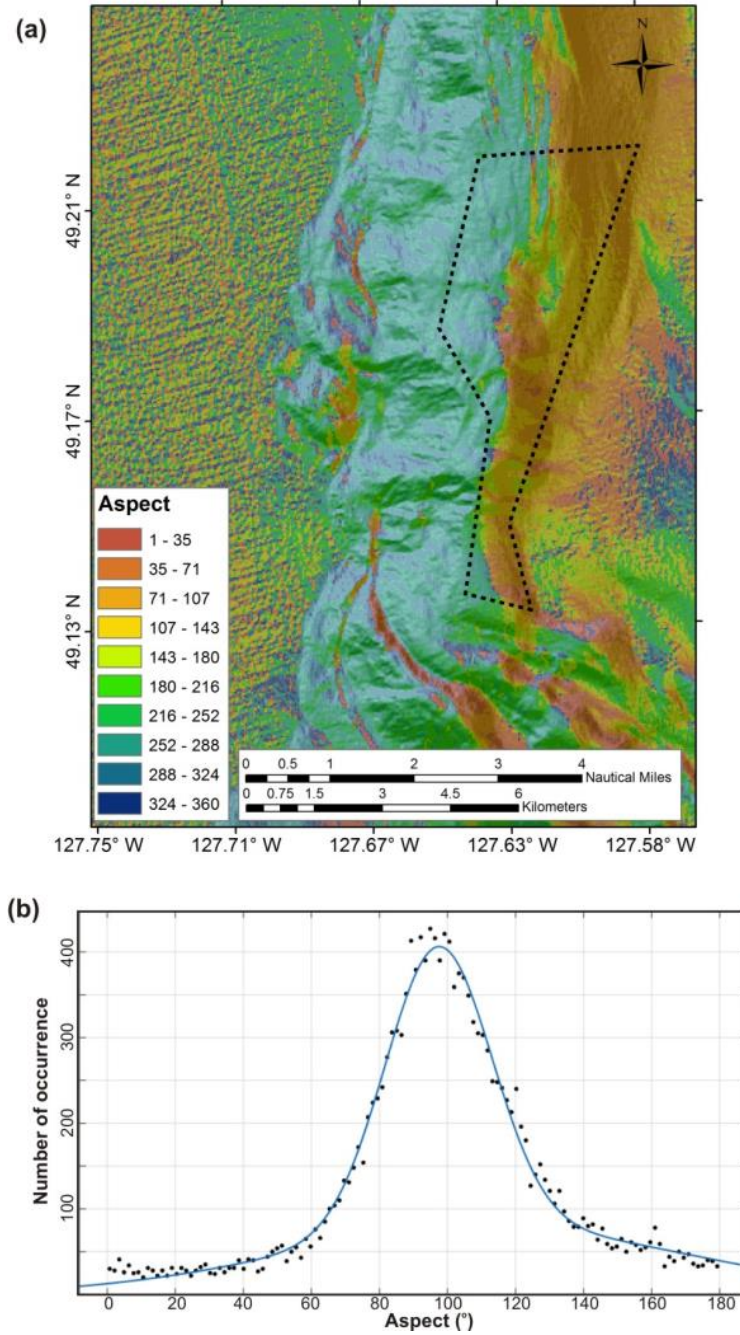 (a)
N
49.21° N
49.17° N
49.13° N
Aspect
1 - 35
35 - 71
71 - 107
107 - 143
143 - 180
180 - 216
216 - 252
252 - 288
288 - 324
324 - 360
0 0.5 1 2 3 4
Nautical Miles
0 0.75 1.5 3 4.5 6
Kilometers
127.75° W 127.71° W 127.67° W 127.63° W 127.58° W
(b)
Number of occurrence
400
300
200
100
0 20 40 60 80 100 120 140 160 180
Aspect (°)